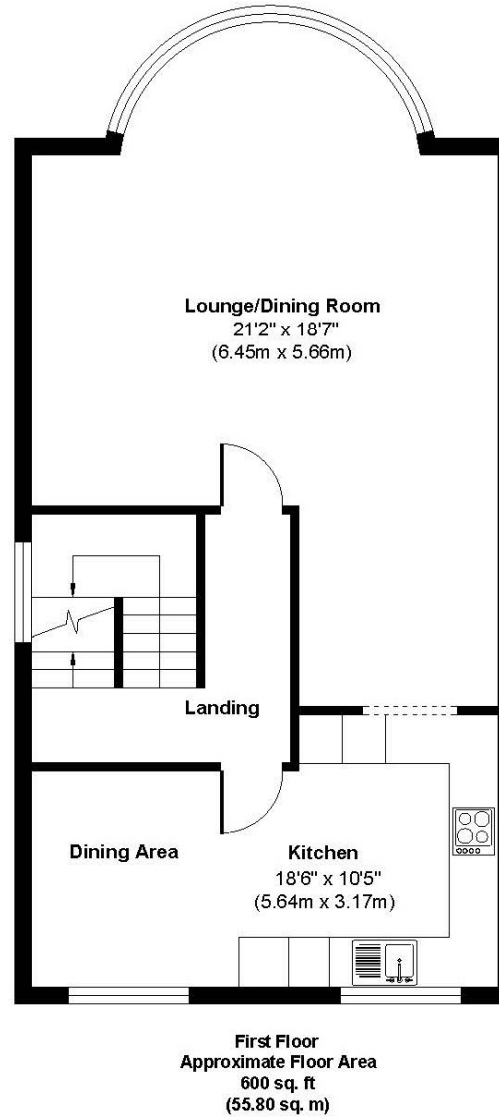 Lounge/Dining Room
21'2" x 18'7"
(6.45m x 5.66m)
Landing
Dining Area
Kitchen
18'6" x 10'5"
(5.64m x 3.17m)
First Floor
Approximate Floor Area
600 sq. ft
(55.80 sq. m)